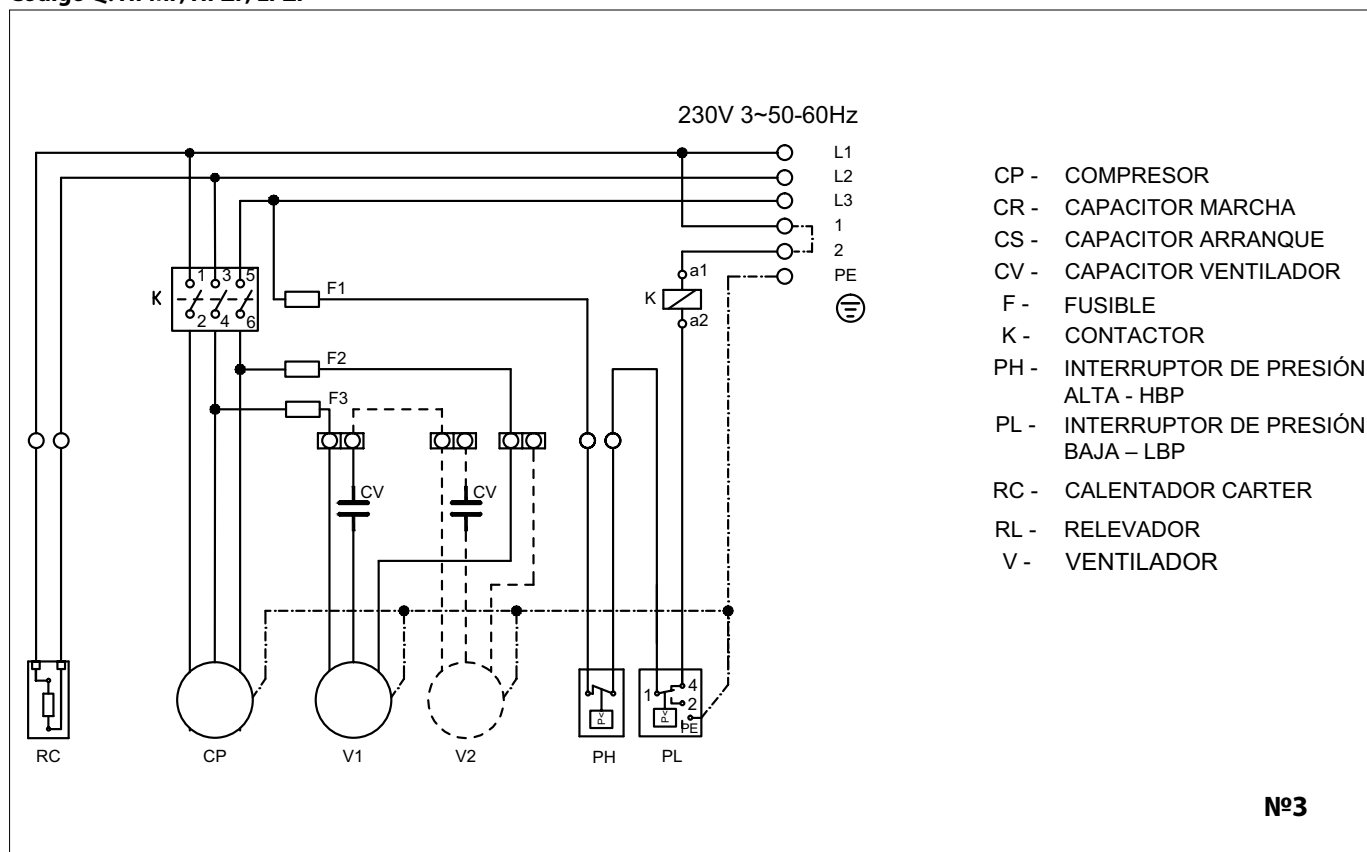 230V 3~50-60Hz
L1
L2
L3
1
2
PE
K
1 3 5
2 4 6
F1
F2
F3
K
a1
a2
CV
CV
1
4
2
PE
P<
P<
RC
CP
V1
V2
PH
PL
CP - COMPRESOR
CR - CAPACITOR MARCHA
CS - CAPACITOR ARRANQUE
CV - CAPACITOR VENTILADOR
F - FUSIBLE
K - CONTACTOR
PH - INTERRUPTOR DE PRESIÓN
ALTA - HBP
PL - INTERRUPTOR DE PRESIÓN
BAJA – LBP
RC - CALENTADOR CARTER
RL - RELEVADOR
V - VENTILADOR
Nº3